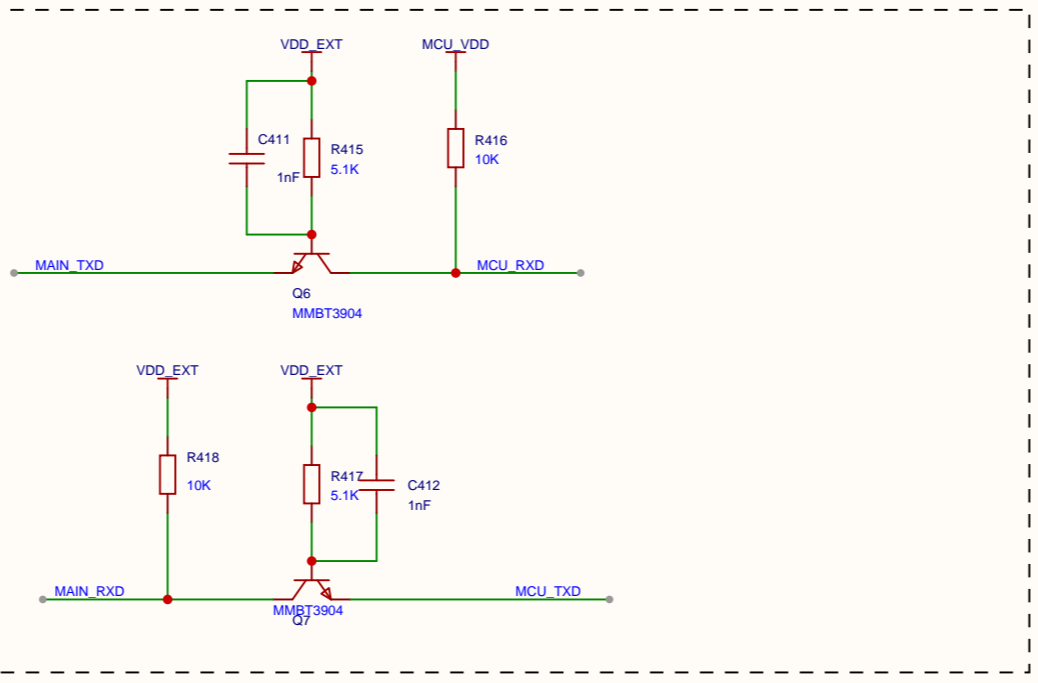 VDD_EXT
MCU_VDD
C411
1nF
R415
5.1K
R416
10K
MAIN_TXD
MCU_RXD
Q6
MMBT3904
VDD_EXT
VDD_EXT
R418
10K
R417
5.1K
C412
1nF
MAIN_RXD
MCU_TXD
MMBT3904
Q7